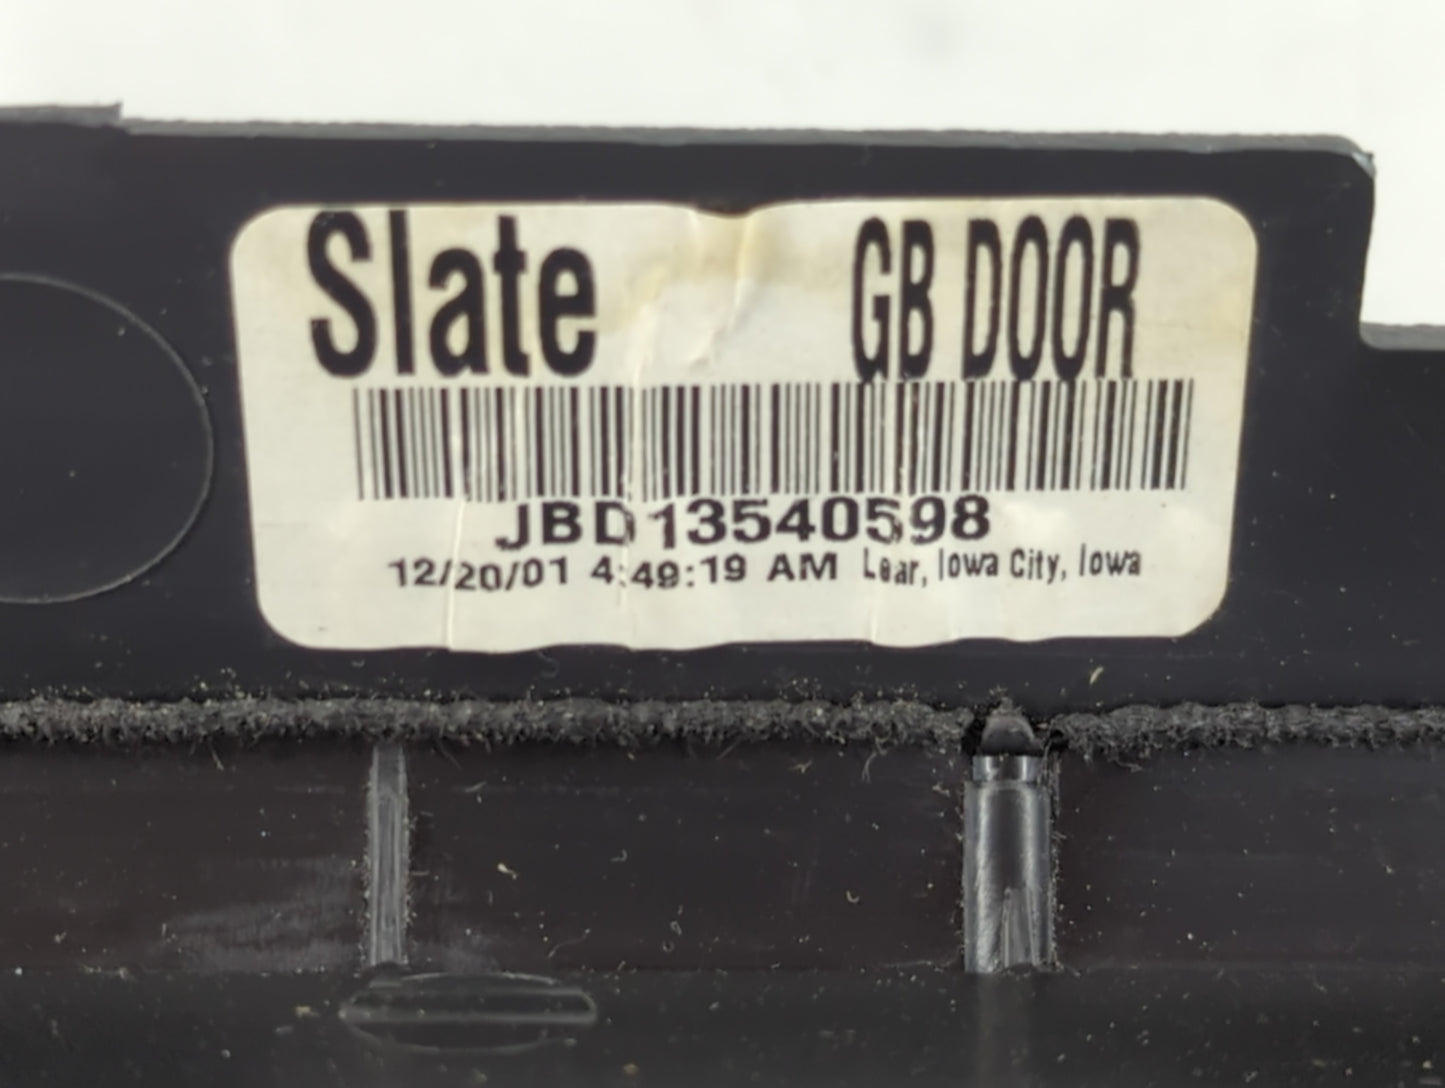 Slate GB DOOR
JBD13540598
12/20/01 4:49:19 AM Lear, Iowa City, Iowa